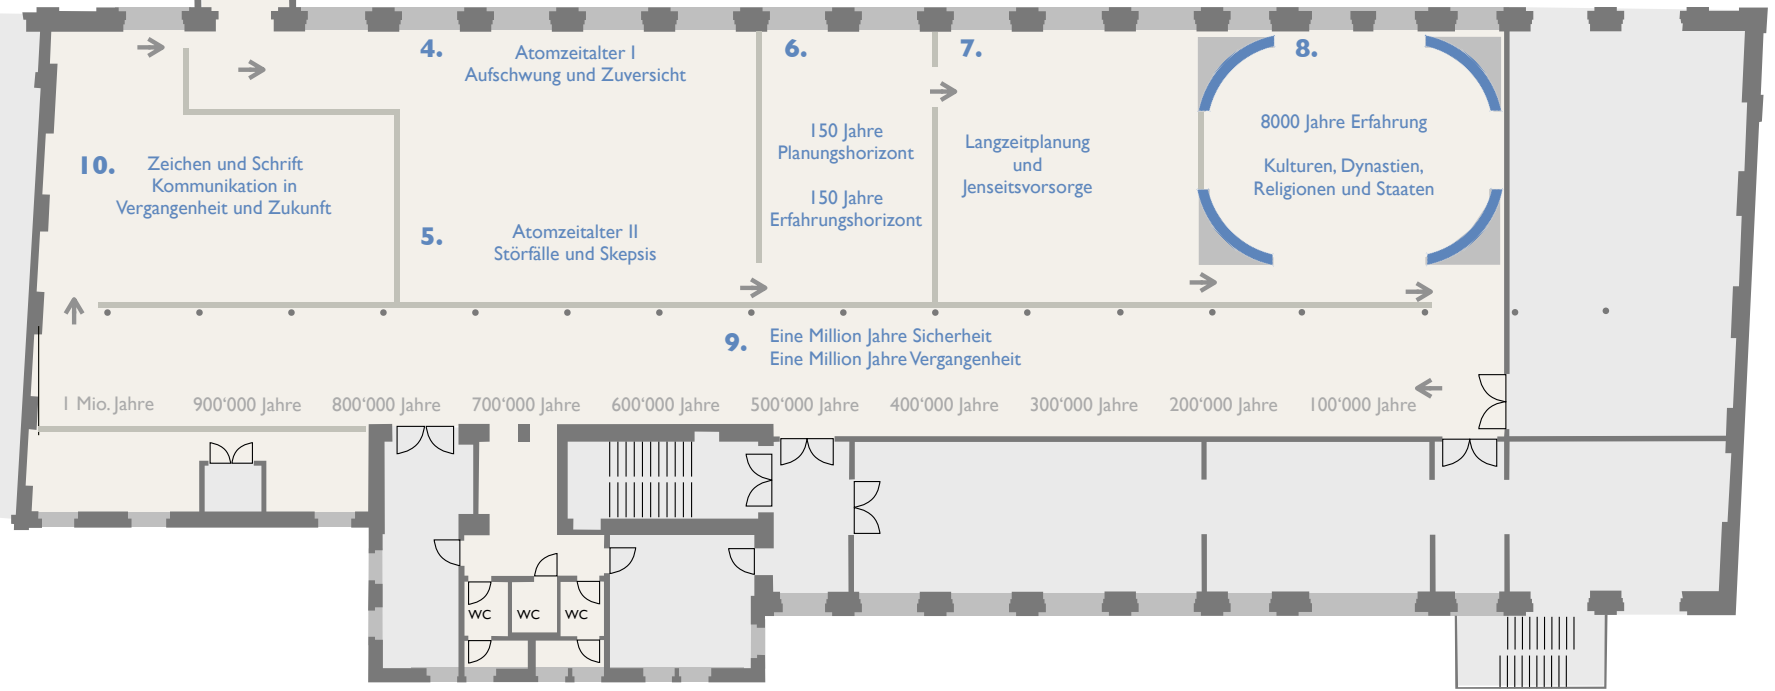 4.
Atomzeitalter I
Aufschwung und Zuversicht
5.
Atomzeitalter II
Störfälle und Skepsis
6.
150 Jahre
Planungshorizont
150 Jahre
Erfahrungshorizont
7.
Langzeitplanung
und
Jenseitsvorsorge
8.
8000 Jahre Erfahrung
Kulturen, Dynastien,
Religionen und Staaten
9.
Eine Million Jahre Sicherheit
Eine Million Jahre Vergangenheit
10.
Zeichen und Schrift
Kommunikation in
Vergangenheit und Zukunft
1 Mio. Jahre
900‘000 Jahre
800‘000 Jahre
700‘000 Jahre
600‘000 Jahre
500‘000 Jahre
400‘000 Jahre
300‘000 Jahre
200‘000 Jahre
100‘000 Jahre
WC
WC
WC